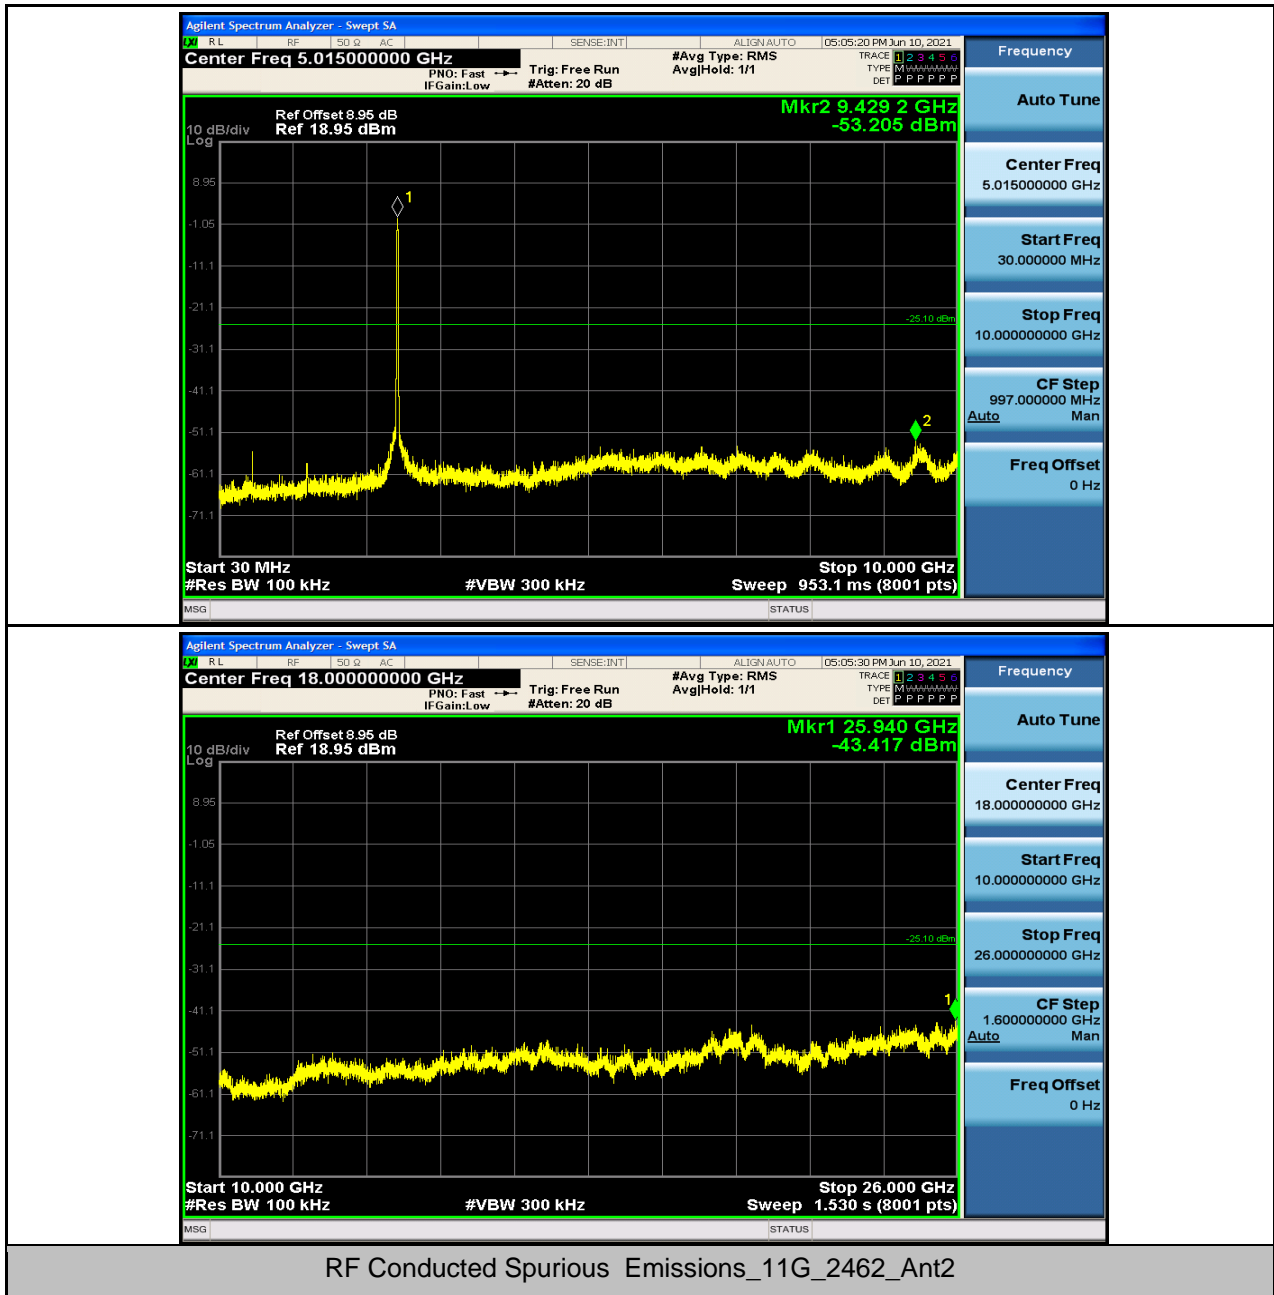 Agilent Spectrum Analyzer - Swept SA
LXI RL RF 50 Ω AC SENSE:INT ALIGN AUTO 05:05:20 PM Jun 10, 2021
Center Freq 5.015000000 GHz
PNO: Fast
IFGain:Low
Trig: Free Run
#Atten: 20 dB
#Avg Type: RMS
Avg|Hold: 1/1
TRACE 1 2 3 4 5 6
TYPE M W W W W W
DET P P P P P P
Mkr2 9.429 2 GHz
-53.205 dBm
Ref Offset 8.95 dB
10 dB/div Ref 18.95 dBm
Log
8.95
-1.05
-11.1
-21.1
-31.1
-41.1
-51.1
-61.1
-71.1
1
-25.10 dBm
2
Start 30 MHz Stop 10.000 GHz
#Res BW 100 kHz #VBW 300 kHz Sweep 953.1 ms (8001 pts)
MSG STATUS
Frequency
Auto Tune
Center Freq
5.015000000 GHz
Start Freq
30.000000 MHz
Stop Freq
10.000000000 GHz
CF Step
997.000000 MHz
Auto Man
Freq Offset
0 Hz
Agilent Spectrum Analyzer - Swept SA
LXI RL RF 50 Ω AC SENSE:INT ALIGN AUTO 05:05:30 PM Jun 10, 2021
Center Freq 18.000000000 GHz
PNO: Fast
IFGain:Low
Trig: Free Run
#Atten: 20 dB
#Avg Type: RMS
Avg|Hold: 1/1
TRACE 1 2 3 4 5 6
TYPE M W W W W W
DET P P P P P P
Mkr1 25.940 GHz
-43.417 dBm
Ref Offset 8.95 dB
10 dB/div Ref 18.95 dBm
Log
8.95
-1.05
-11.1
-21.1
-31.1
-41.1
-51.1
-61.1
-71.1
-25.10 dBm
1
Start 10.000 GHz Stop 26.000 GHz
#Res BW 100 kHz #VBW 300 kHz Sweep 1.530 s (8001 pts)
MSG STATUS
Frequency
Auto Tune
Center Freq
18.000000000 GHz
Start Freq
10.000000000 GHz
Stop Freq
26.000000000 GHz
CF Step
1.600000000 GHz
Auto Man
Freq Offset
0 Hz
RF Conducted Spurious Emissions_11G_2462_Ant2